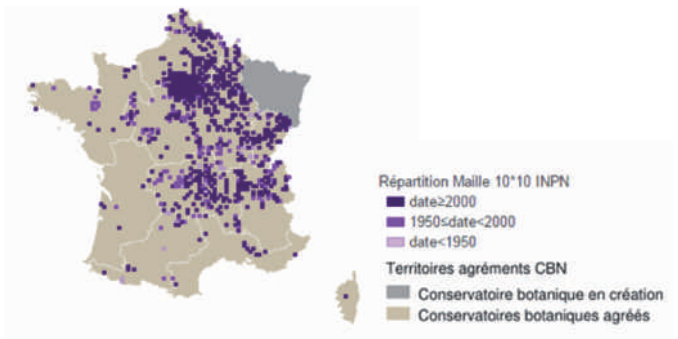 Répartition Maille 10*10 INPN
date≥2000
1950≤date<2000
date<1950
Territoires agréments CBN
Conservatoire botanique en création
Conservatoires botaniques agréés